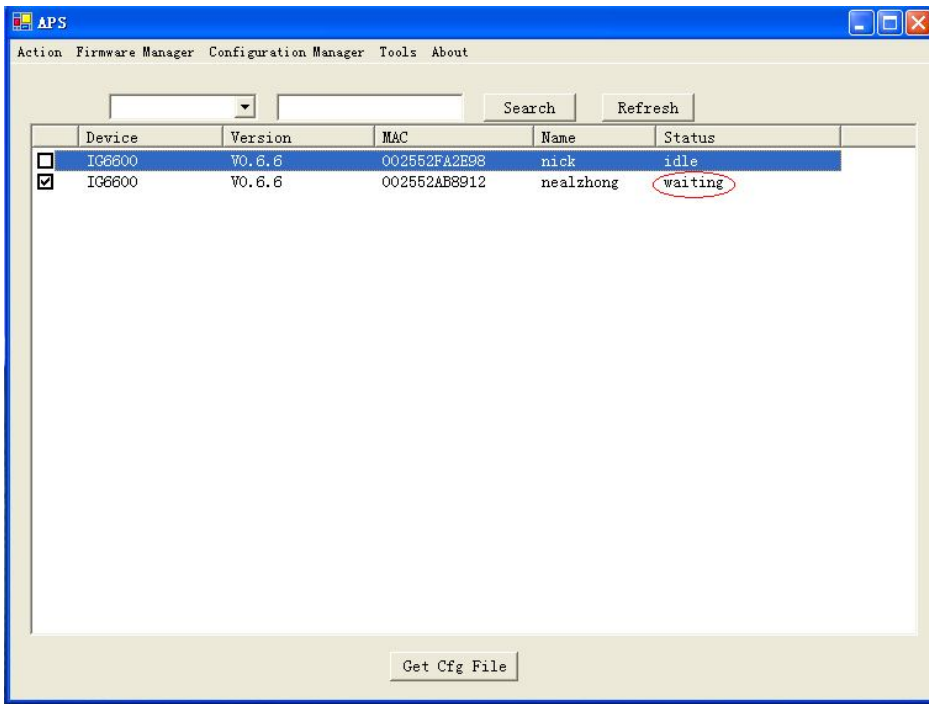 APS
Action Firmware Manager Configuration Manager Tools About
Search Refresh
Device Version MAC Name Status
IG6600 V0.6.6 002552FA2E98 nick idle
IG6600 V0.6.6 002552AB8912 nealzhong waiting
Get Cfg File